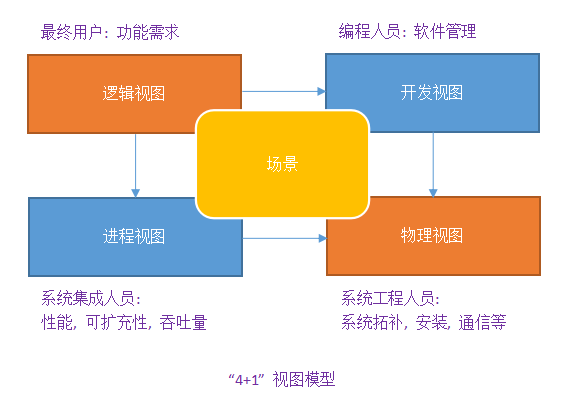 最终用户：功能需求
编程人员：软件管理
逻辑视图
开发视图
场景
进程视图
物理视图
系统集成人员：
性能, 可扩充性, 吞吐量
系统工程人员：
系统拓补, 安装, 通信等
“4+1” 视图模型